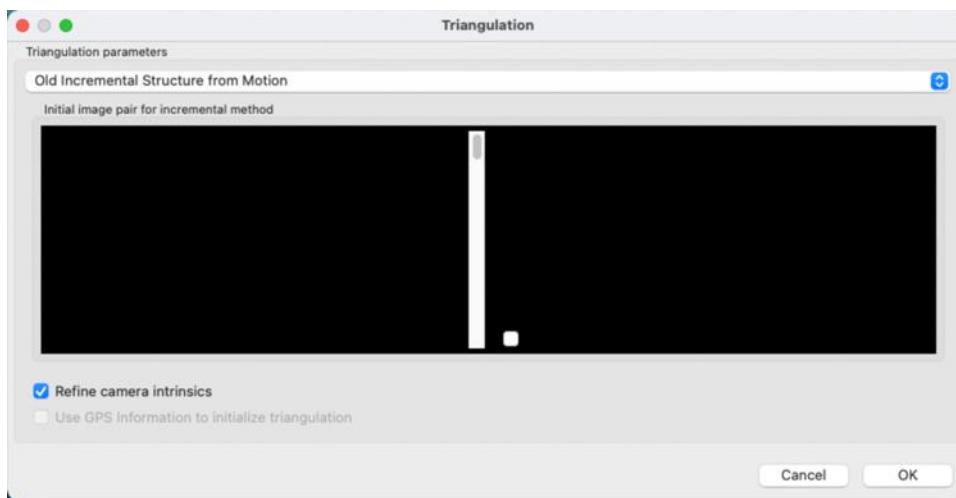 Triangulation
Triangulation parameters
Old Incremental Structure from Motion
Initial image pair for incremental method
Refine camera intrinsics
Use GPS Information to initialize triangulation
Cancel OK